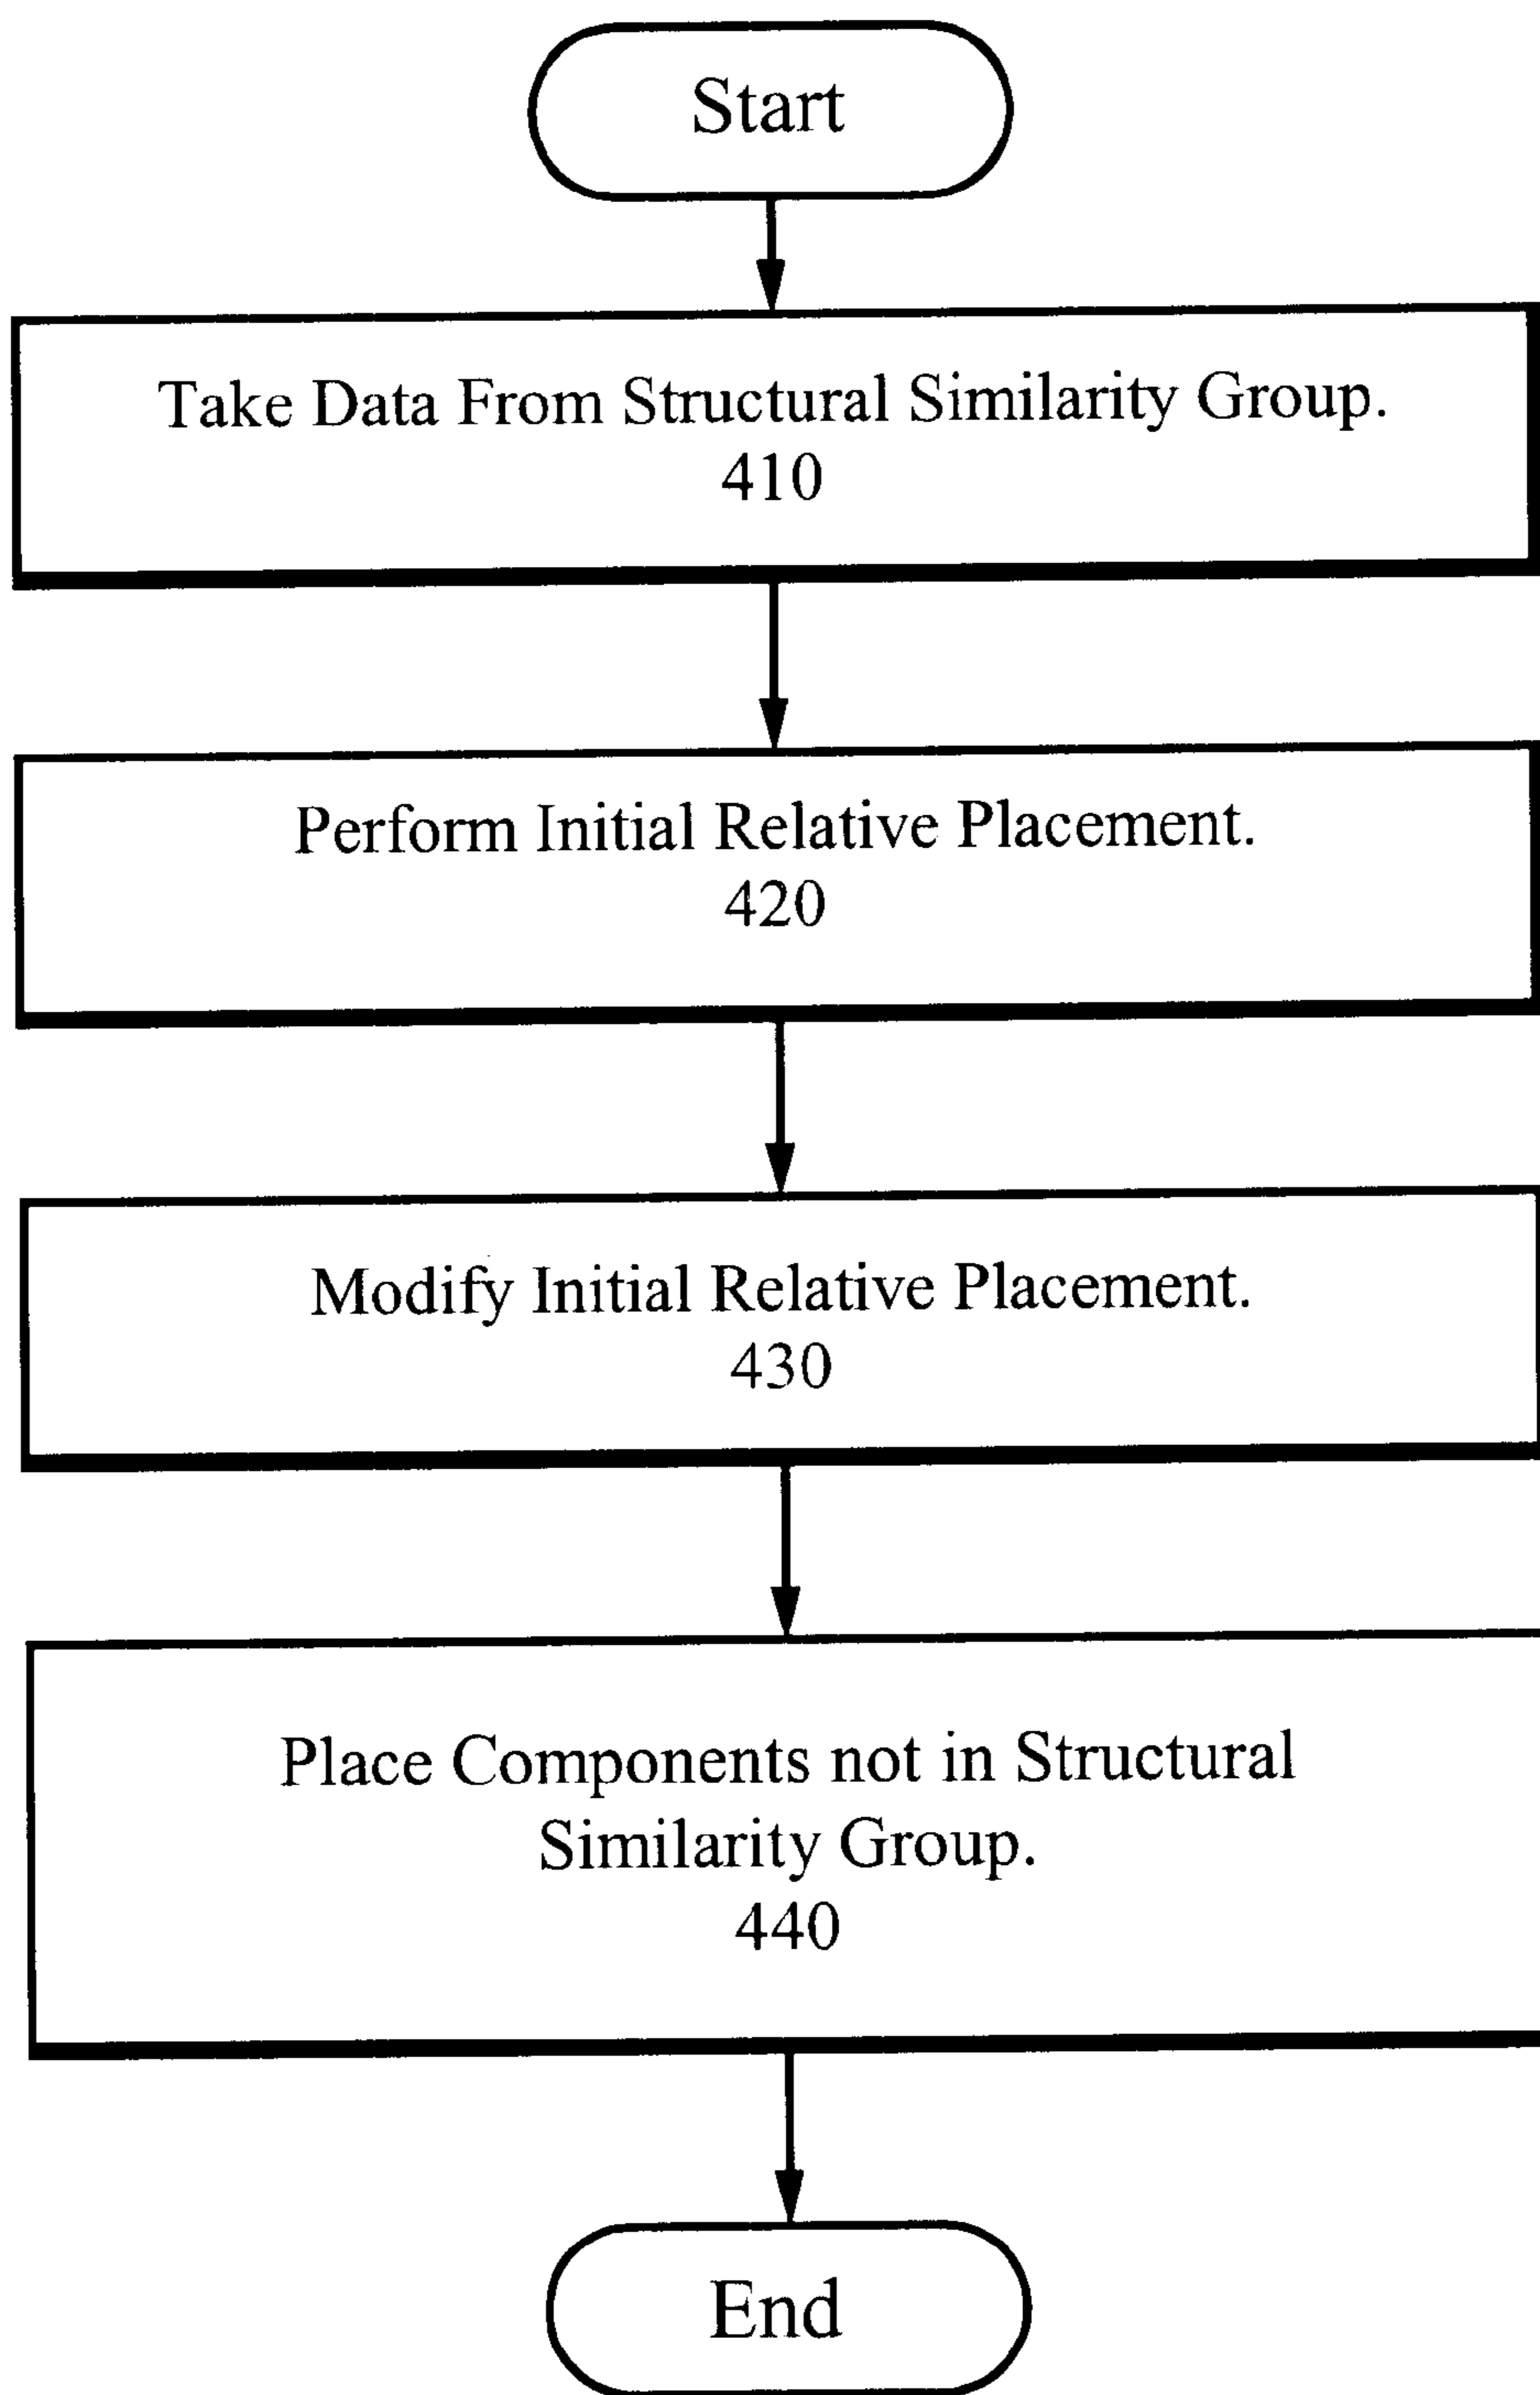 Start
Take Data From Structural Similarity Group.
410
Perform Initial Relative Placement.
420
Modify Initial Relative Placement.
430
Place Components not in Structural
Similarity Group.
440
End